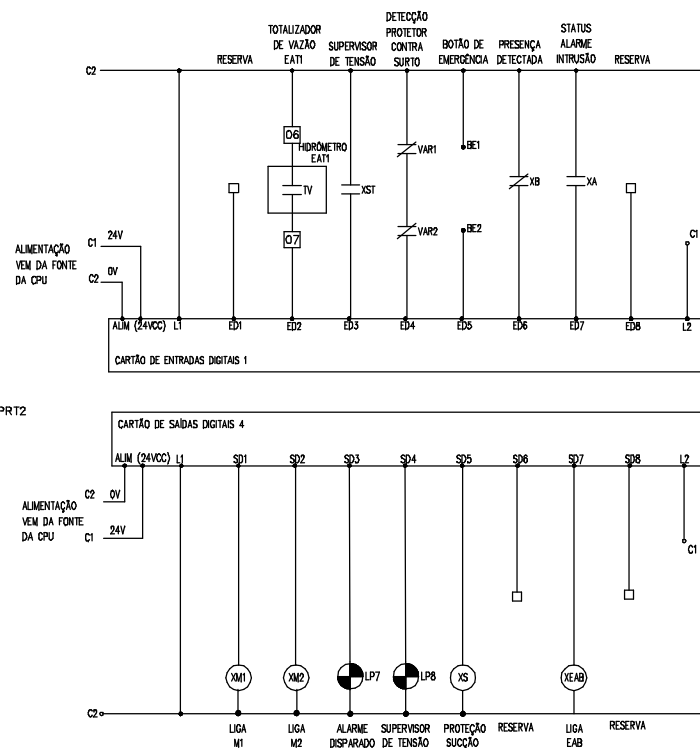 RESERVA
TOTALIZADOR
DE VAZÃO
EAT1
SUPERVISOR
DE TENSÃO
DETECÇÃO
PROTETOR
CONTRA
SURTO
BOTÃO DE
EMERGÊNCIA
PRESENÇA
DETECTADA
STATUS
ALARME
INTRUSÃO
RESERVA
C2
06
HIDRÔMETRO
EAT1
TV
07
XST
VAR1
VAR2
BE1
BE2
XB
XA
C1
ALIMENTAÇÃO
VEM DA FONTE
DA CPU
C1 24V
C2 0V
ALIM (24VCC) L1 ED1 ED2 ED3 ED4 ED5 ED6 ED7 ED8 L2
CARTÃO DE ENTRADAS DIGITAIS 1
PRT2
CARTÃO DE SAÍDAS DIGITAIS 4
ALIM (24VCC) L1 SD1 SD2 SD3 SD4 SD5 SD6 SD7 SD8 L2
ALIMENTAÇÃO
VEM DA FONTE
DA CPU
C2 0V
C1 24V
C1
XM1
XM2
LP7
LP8
XS
XEAB
C2
LIGA
M1
LIGA
M2
ALARME
DISPARADO
SUPERVISOR
DE TENSÃO
PROTEÇÃO
SUCÇÃO
RESERVA
LIGA
EAB
RESERVA